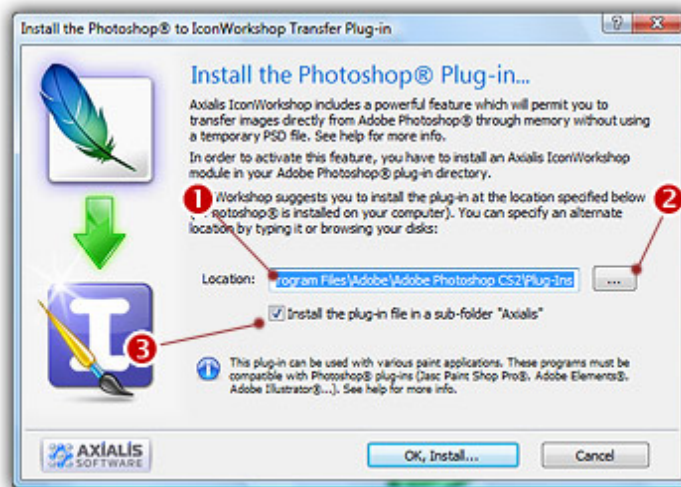 Install the Photoshop® to IconWorkshop Transfer Plug-in
?
Install the Photoshop® Plug-in...
Axialis IconWorkshop includes a powerful feature which will permit you to
transfer images directly from Adobe Photoshop® through memory without using
a temporary PSD file. See help for more info.
In order to activate this feature, you have to install an Axialis IconWorkshop
module in your Adobe Photoshop® plug-in directory.
Workshop suggests you to install the plug-in at the location specified below
otoshop® is installed on your computer). You can specify an alternate
location by typing it or browsing your disks:
1
2
Location:
rogram Files\Adobe\Adobe Photoshop CS2\Plug-Ins
...
Install the plug-in file in a sub-folder "Axialis"
3
This plug-in can be used with various paint applications. These programs must be
compatible with Photoshop® plug-ins (Jasc Paint Shop Pro®, Adobe Elements®,
Adobe Illustrator®...). See help for more info.
AXIALIS
SOFTWARE
OK, Install...
Cancel